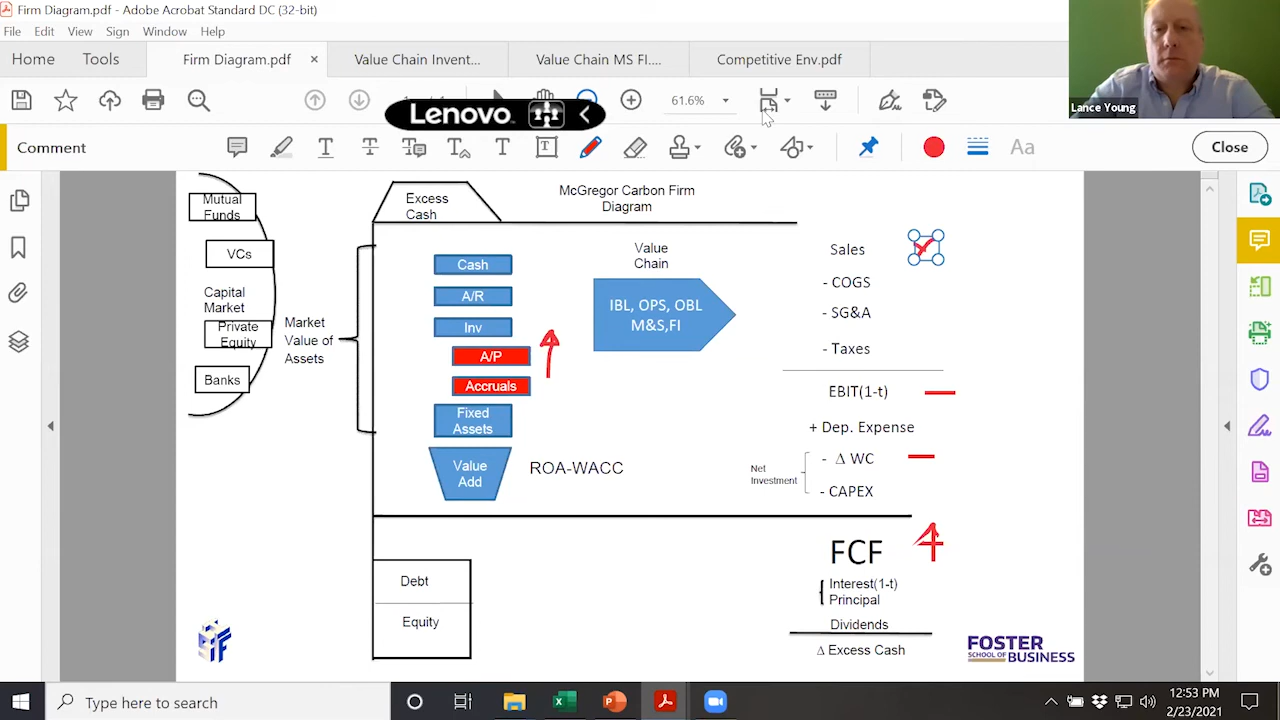 Firm Diagram.pdf - Adobe Acrobat Standard DC (32-bit)
File Edit View Sign Window Help
Home Tools Firm Diagram.pdf × Value Chain Invent... Value Chain MS FI.... Competitive Env.pdf
61.6%
Lenovo
Lance Young
Comment
Aa
Close
Mutual
Funds
VCs
Capital
Market
Private
Equity
Banks
Market
Value of
Assets
Excess
Cash
McGregor Carbon Firm
Diagram
Cash
A/R
Inv
A/P
Accruals
Fixed
Assets
Value
Add
ROA-WACC
Value
Chain
IBL, OPS, OBL
M&S,FI
Sales
- COGS
- SG&A
- Taxes
EBIT(1-t)
+ Dep. Expense
Net
Investment
- Δ WC
- CAPEX
FCF
Interest(1-t)
Principal
Dividends
Δ Excess Cash
Debt
Equity
FOSTER
SCHOOL OF BUSINESS
Type here to search
12:53 PM
2/23/2021